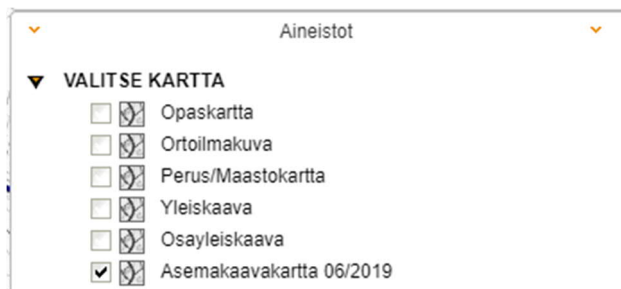 Aineistot
VALITSE KARTTA
Opaskartta
Ortoilmakuva
Perus/Maastokartta
Yleiskaava
Osayleiskaava
Asemakaavakartta 06/2019